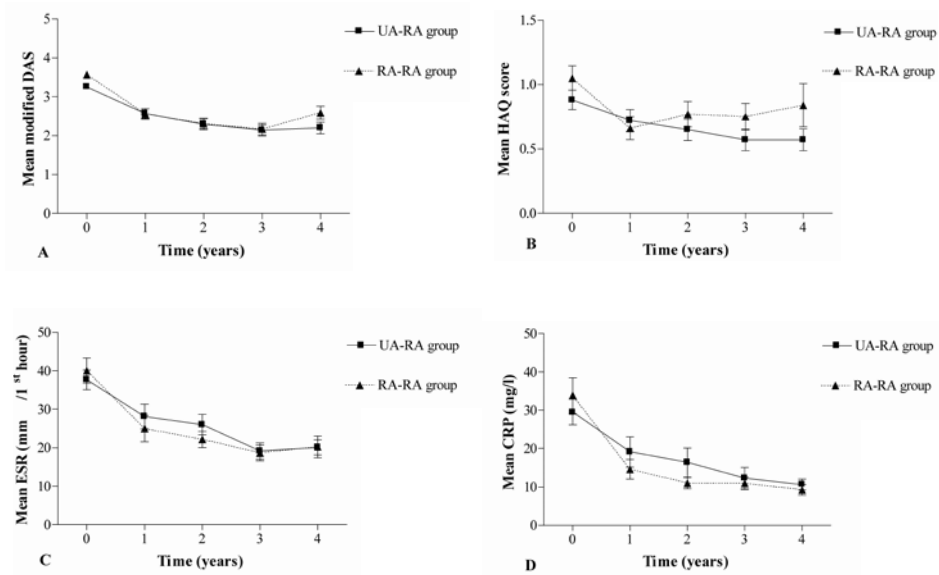 5
4
3
2
1
0
Mean modified DAS
0 1 2 3 4
Time (years)
A
UA-RA group
RA-RA group
1.5
1.0
0.5
0.0
Mean HAQ score
0 1 2 3 4
Time (years)
B
UA-RA group
RA-RA group
50
40
30
20
10
0
Mean ESR (mm /1 st hour)
0 1 2 3 4
Time (years)
C
UA-RA group
RA-RA group
50
40
30
20
10
0
Mean CRP (mg/l)
0 1 2 3 4
Time (years)
D
UA-RA group
RA-RA group